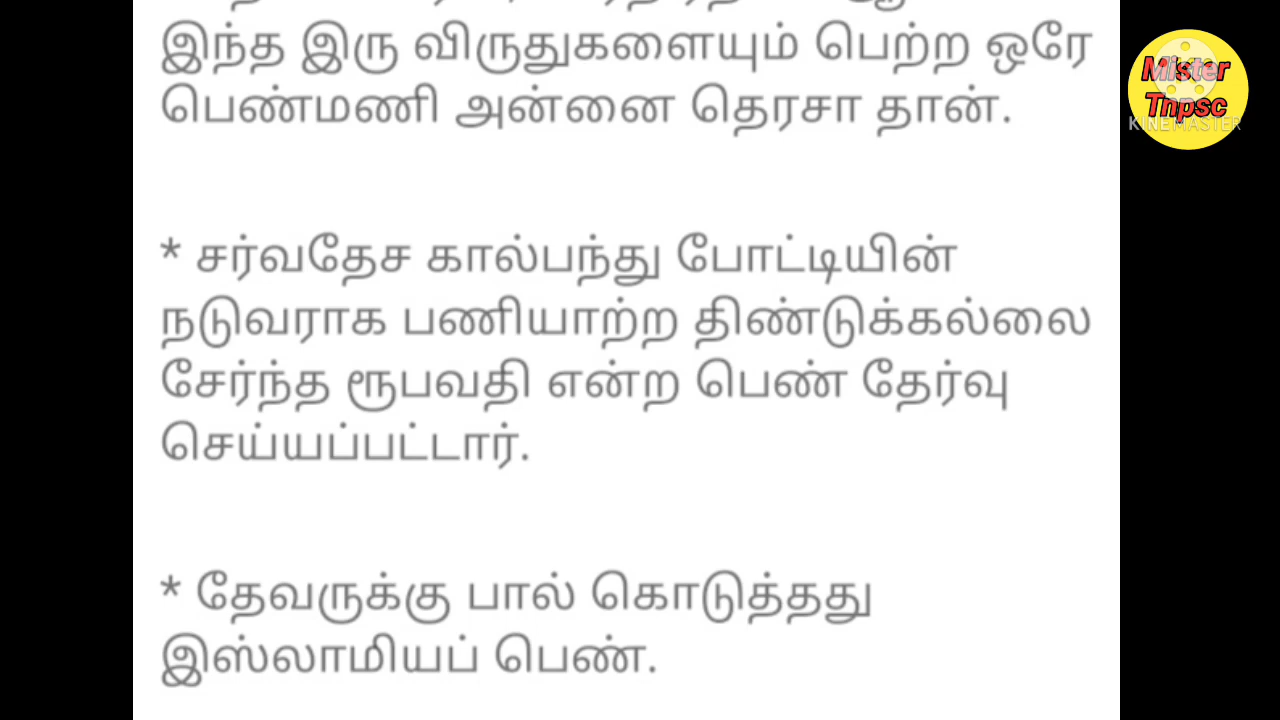 இந்த இரு விருதுகளையும் பெற்ற ஒரே
பெண்மணி அன்னை தெரசா தான்.
* சர்வதேச கால்பந்து போட்டியின்
நடுவராக பணியாற்ற திண்டுக்கல்லை
சேர்ந்த ரூபவதி என்ற பெண் தேர்வு
செய்யப்பட்டார்.
* தேவருக்கு பால் கொடுத்தது
இஸ்லாமியப் பெண்.
Mister
Tnpsc
KINEMASTER